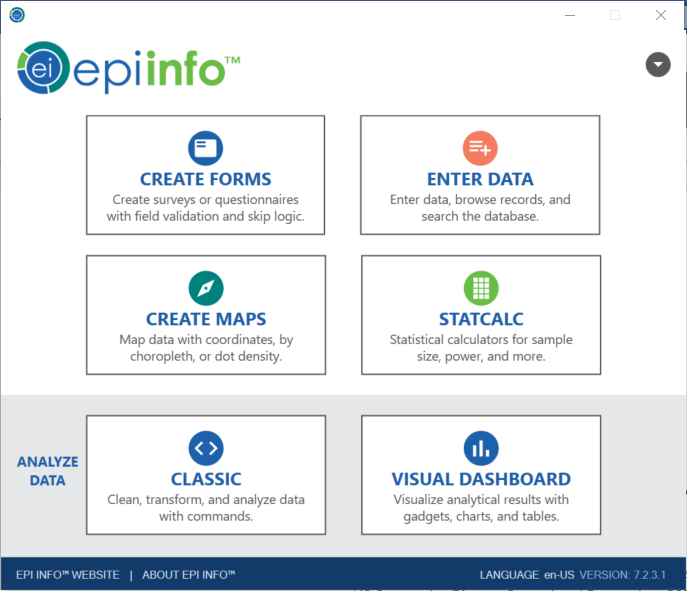 ei epiinfo™
CREATE FORMS
Create surveys or questionnaires
with field validation and skip logic.
ENTER DATA
Enter data, browse records, and
search the database.
CREATE MAPS
Map data with coordinates, by
choropleth, or dot density.
STATCALC
Statistical calculators for sample
size, power, and more.
ANALYZE
DATA
CLASSIC
Clean, transform, and analyze data
with commands.
VISUAL DASHBOARD
Visualize analytical results with
gadgets, charts, and tables.
EPI INFO™ WEBSITE | ABOUT EPI INFO™ LANGUAGE en-US VERSION: 7.2.3.1